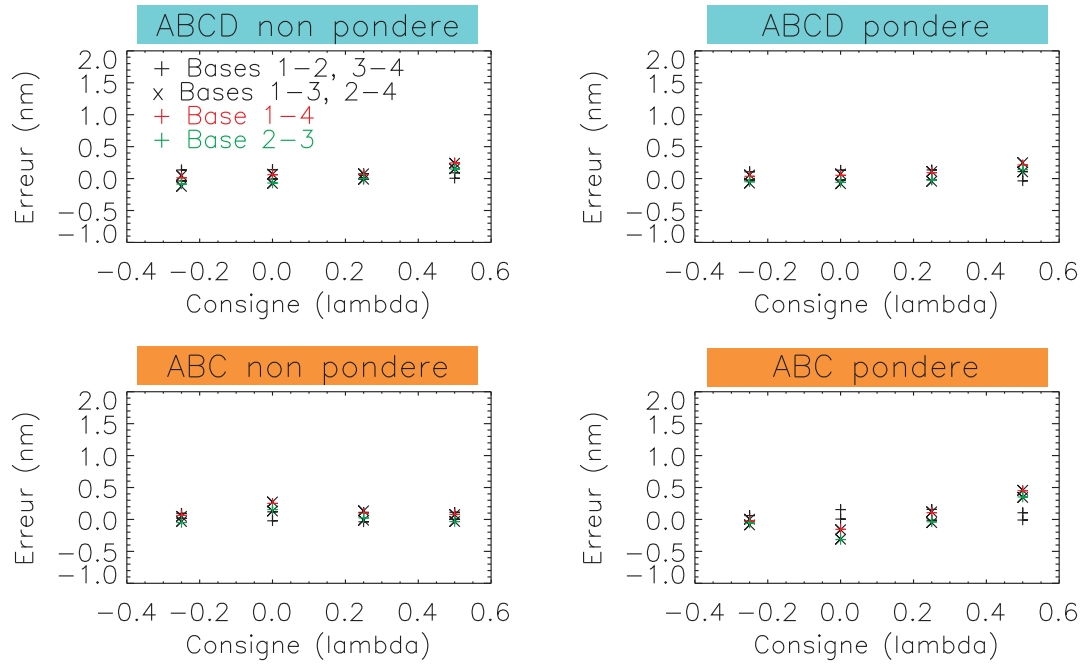 ABCD non pondere
Erreur (nm)
2.0
1.5
1.0
0.5
0.0
-0.5
-1.0
+ Bases 1-2, 3-4
x Bases 1-3, 2-4
+ Base 1-4
+ Base 2-3
-0.4 -0.2 0.0 0.2 0.4 0.6
Consigne (lambda)
ABCD pondere
Erreur (nm)
2.0
1.5
1.0
0.5
0.0
-0.5
-1.0
-0.4 -0.2 0.0 0.2 0.4 0.6
Consigne (lambda)
ABC non pondere
Erreur (nm)
2.0
1.5
1.0
0.5
0.0
-0.5
-1.0
-0.4 -0.2 0.0 0.2 0.4 0.6
Consigne (lambda)
ABC pondere
Erreur (nm)
2.0
1.5
1.0
0.5
0.0
-0.5
-1.0
-0.4 -0.2 0.0 0.2 0.4 0.6
Consigne (lambda)